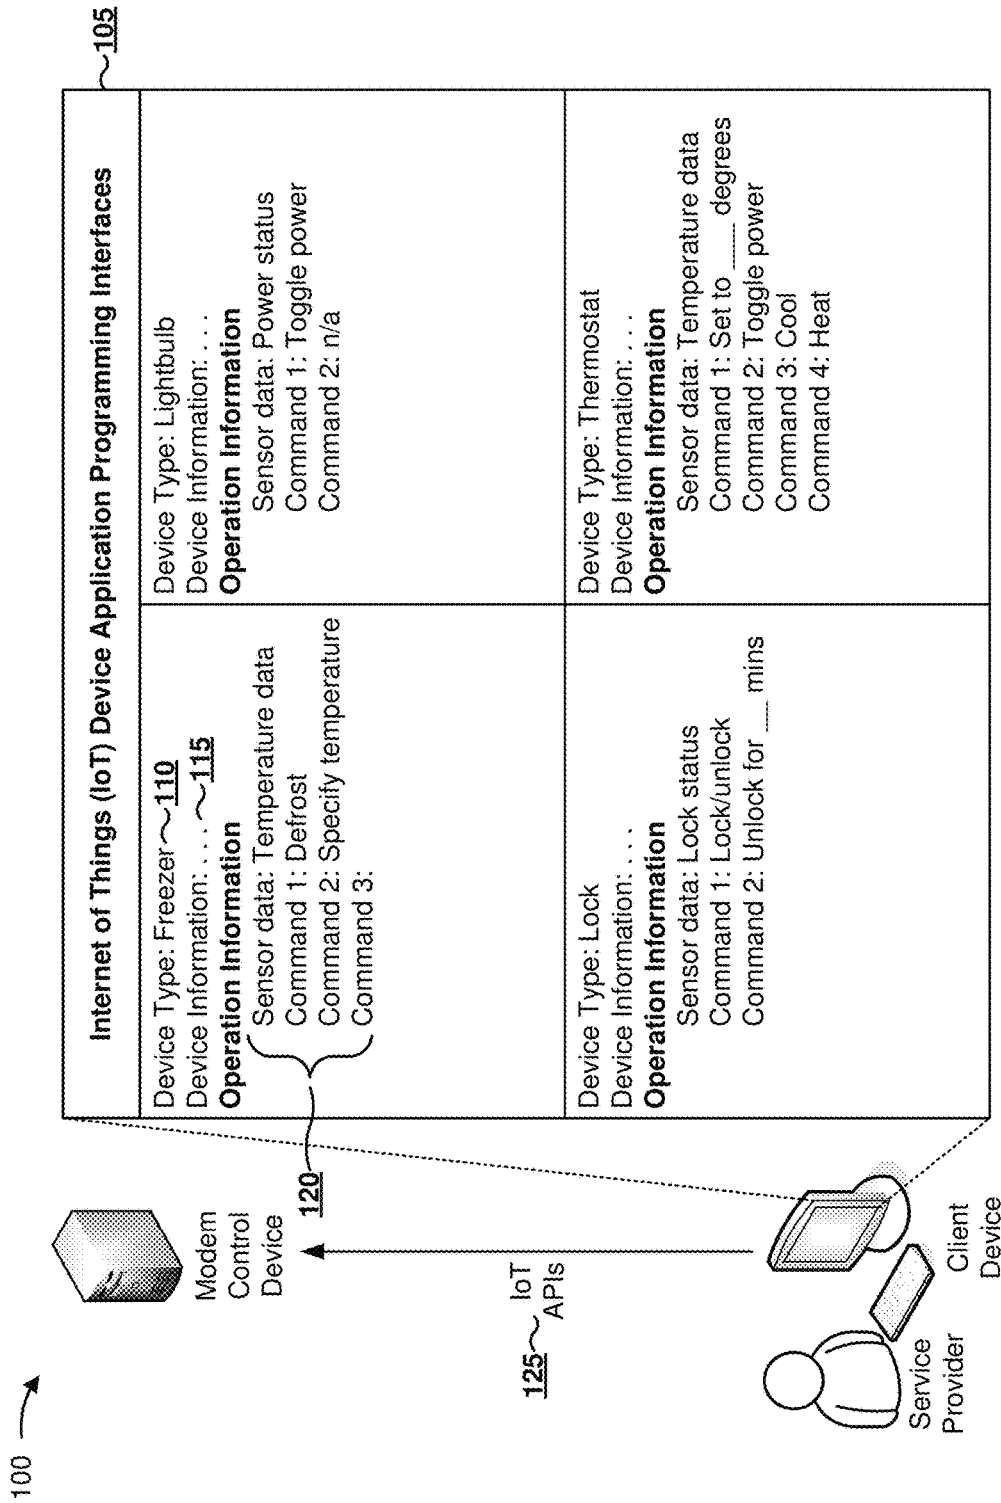 100
Modem
Control
Device
125
IoT
APIs
Service
Provider
Client
Device
105
Internet of Things (IoT) Device Application Programming Interfaces
Device Type: Freezer 110
Device Information: . . . 115
Operation Information
Sensor data: Temperature data
Command 1: Defrost
Command 2: Specify temperature
Command 3:
120
Device Type: Lightbulb
Device Information: . . .
Operation Information
Sensor data: Power status
Command 1: Toggle power
Command 2: n/a
Device Type: Lock
Device Information: . . .
Operation Information
Sensor data: Lock status
Command 1: Lock/unlock
Command 2: Unlock for ___ mins
Device Type: Thermostat
Device Information: . . .
Operation Information
Sensor data: Temperature data
Command 1: Set to ___ degrees
Command 2: Toggle power
Command 3: Cool
Command 4: Heat